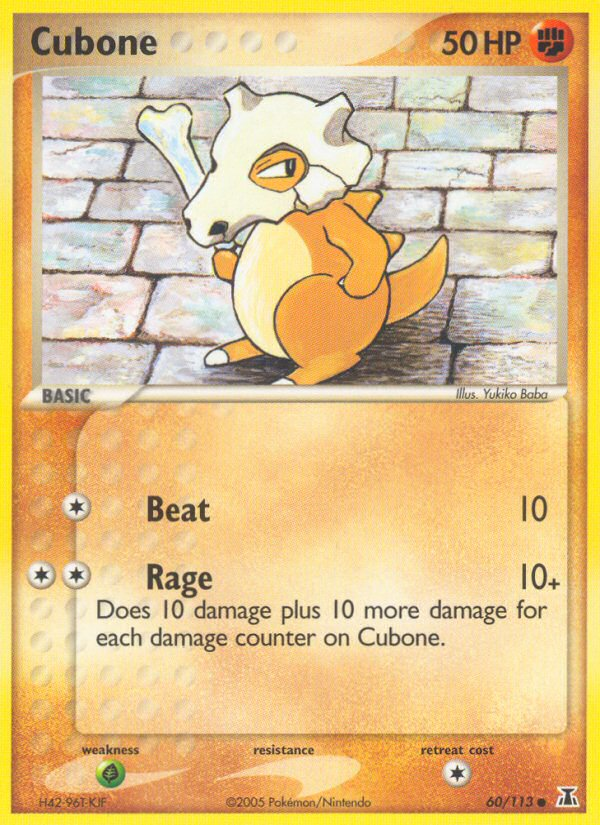 Cubone
50 HP
BASIC
Illus. Yukiko Baba
Beat 10
Rage 10+
Does 10 damage plus 10 more damage for
each damage counter on Cubone.
weakness resistance retreat cost
H42-961-KJF ©2005 Pokémon/Nintendo 60/113